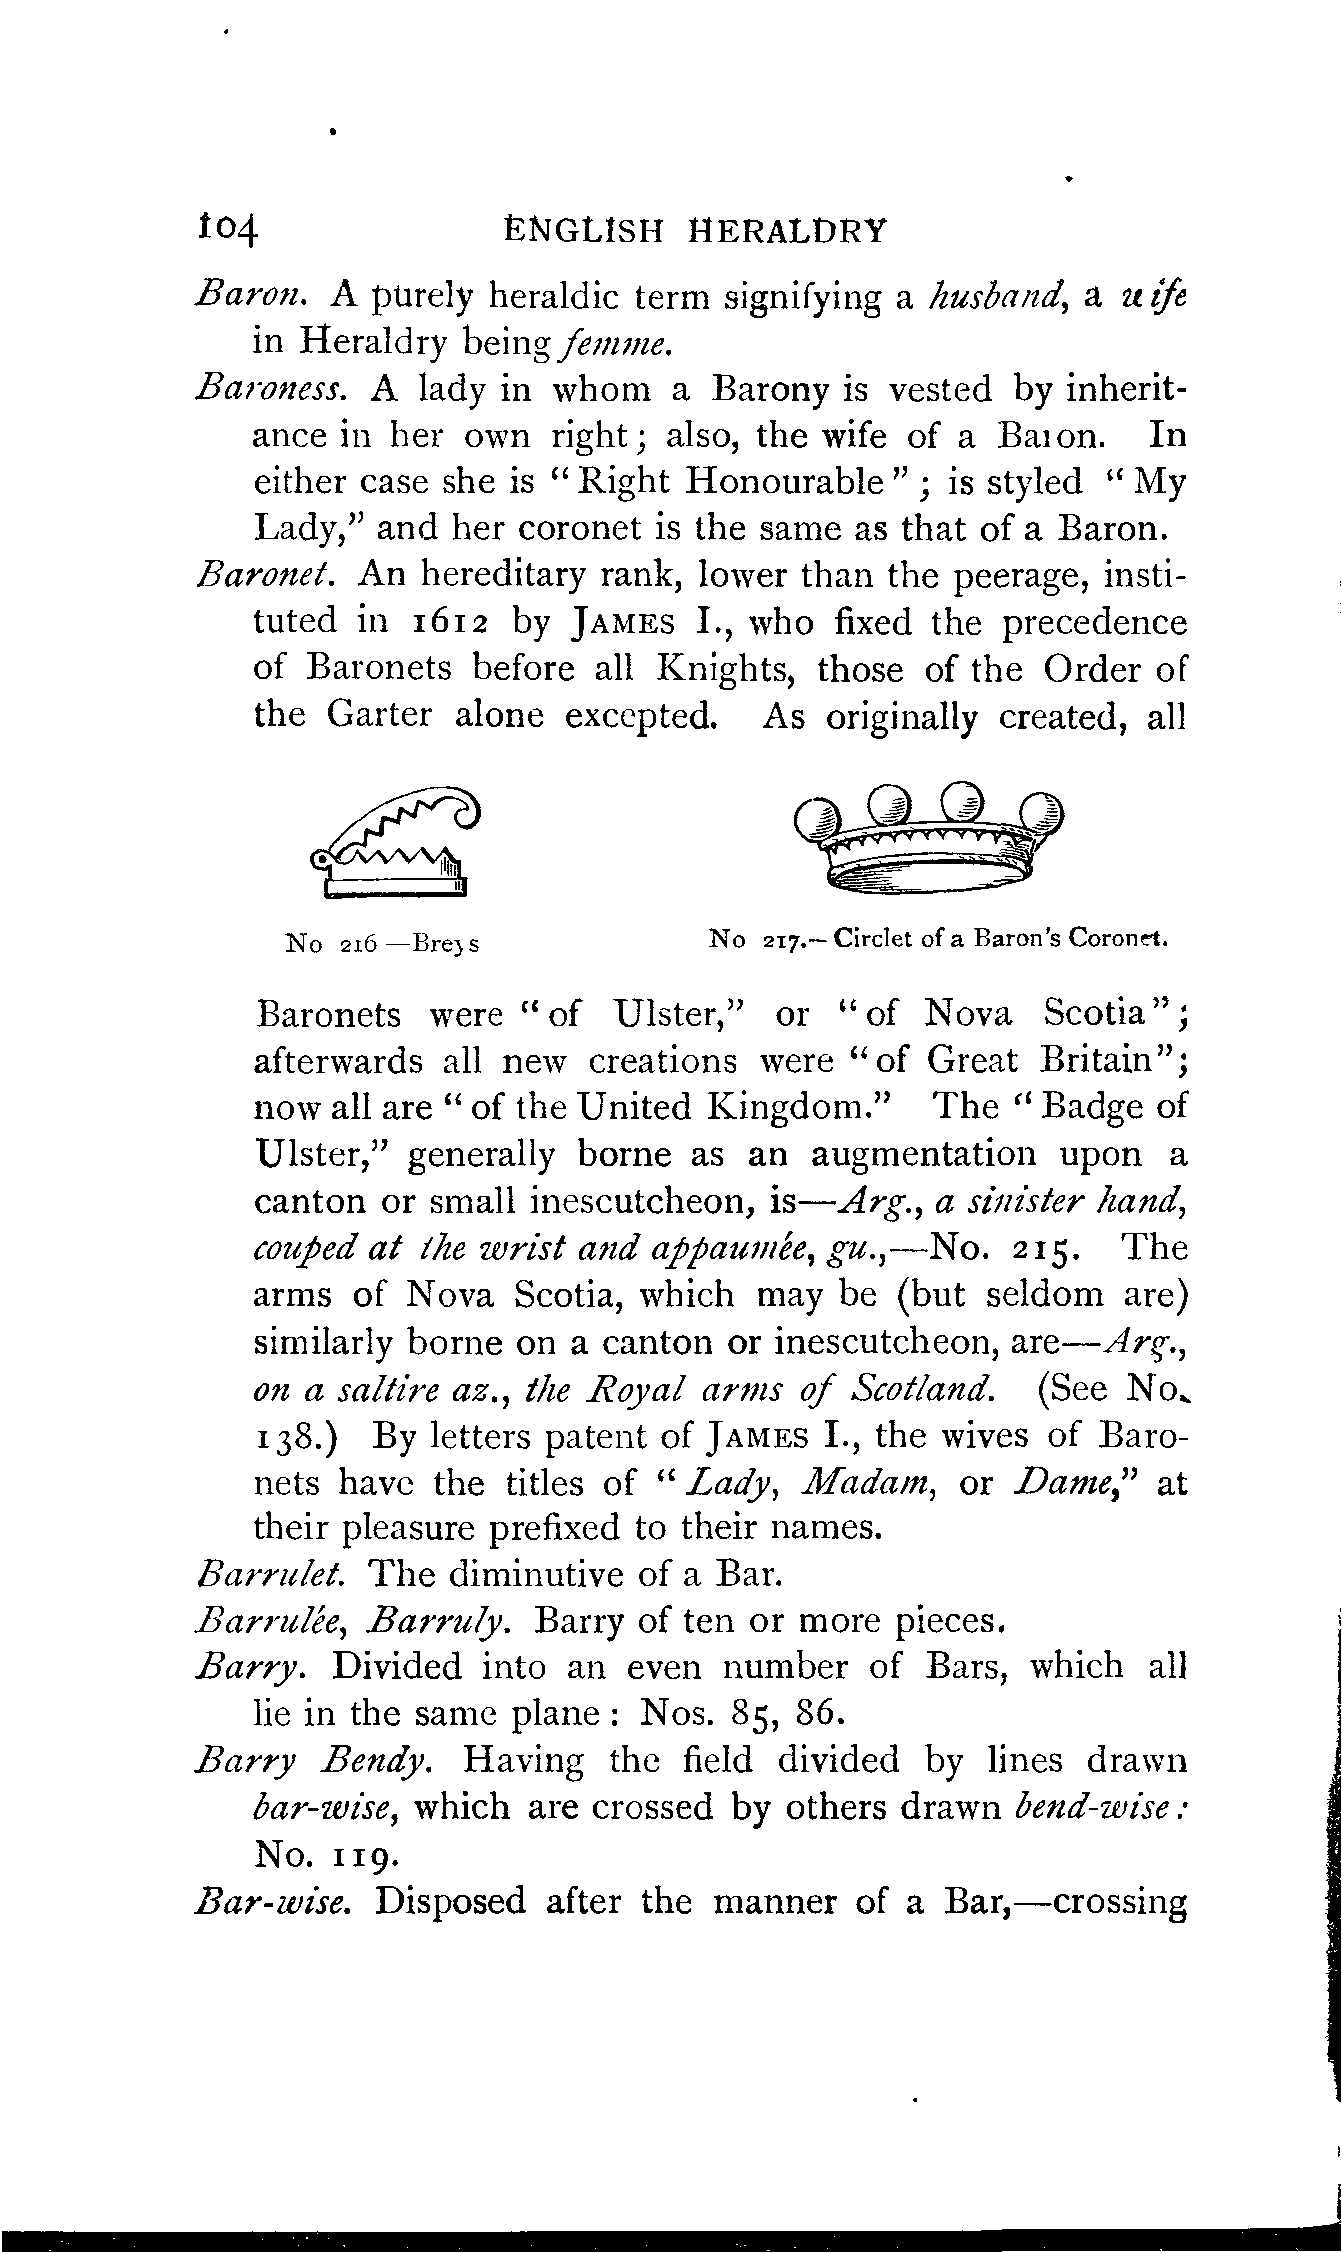 104 ENGLISH HERALDRY
Baron. A purely heraldic term signifying a husband, a wife
in Heraldry being femme.
Baroness. A lady in whom a Barony is vested by inherit-
ance in her own right; also, the wife of a Baron. In
either case she is "Right Honourable"; is styled "My
Lady," and her coronet is the same as that of a Baron.
Baronet. An hereditary rank, lower than the peerage, insti-
tuted in 1612 by JAMES I., who fixed the precedence
of Baronets before all Knights, those of the Order of
the Garter alone excepted. As originally created, all
No 216 —Breys
No 217.—Circlet of a Baron's Coronet.
Baronets were "of Ulster," or "of Nova Scotia";
afterwards all new creations were "of Great Britain";
now all are "of the United Kingdom." The "Badge of
Ulster," generally borne as an augmentation upon a
canton or small inescutcheon, is—Arg., a sinister hand,
couped at the wrist and appaumée, gu.,—No. 215. The
arms of Nova Scotia, which may be (but seldom are)
similarly borne on a canton or inescutcheon, are—Arg.,
on a saltire az., the Royal arms of Scotland. (See No.
138.) By letters patent of JAMES I., the wives of Baro-
nets have the titles of "Lady, Madam, or Dame," at
their pleasure prefixed to their names.
Barrulet. The diminutive of a Bar.
Barrulée, Barruly. Barry of ten or more pieces.
Barry. Divided into an even number of Bars, which all
lie in the same plane: Nos. 85, 86.
Barry Bendy. Having the field divided by lines drawn
bar-wise, which are crossed by others drawn bend-wise:
No. 119.
Bar-wise. Disposed after the manner of a Bar,—crossing